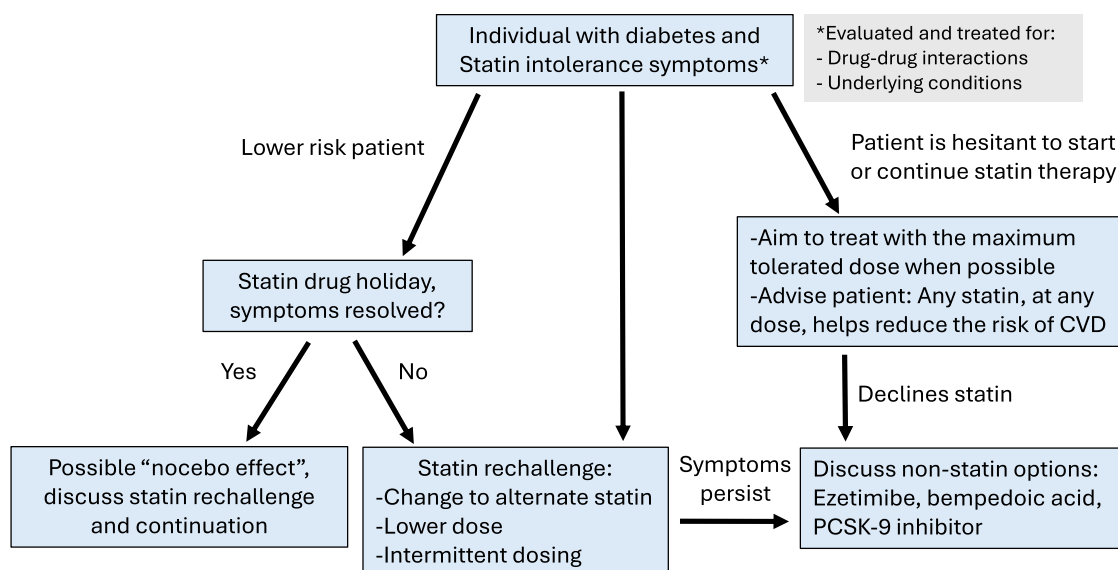 Individual with diabetes and
Statin intolerance symptoms*
*Evaluated and treated for:
- Drug-drug interactions
- Underlying conditions
Lower risk patient
Patient is hesitant to start
or continue statin therapy
Statin drug holiday,
symptoms resolved?
-Aim to treat with the maximum
tolerated dose when possible
-Advise patient: Any statin, at any
dose, helps reduce the risk of CVD
Yes
No
Declines statin
Possible “nocebo effect”,
discuss statin rechallenge
and continuation
Statin rechallenge:
-Change to alternate statin
-Lower dose
-Intermittent dosing
Symptoms
persist
Discuss non-statin options:
Ezetimibe, bempedoic acid,
PCSK-9 inhibitor